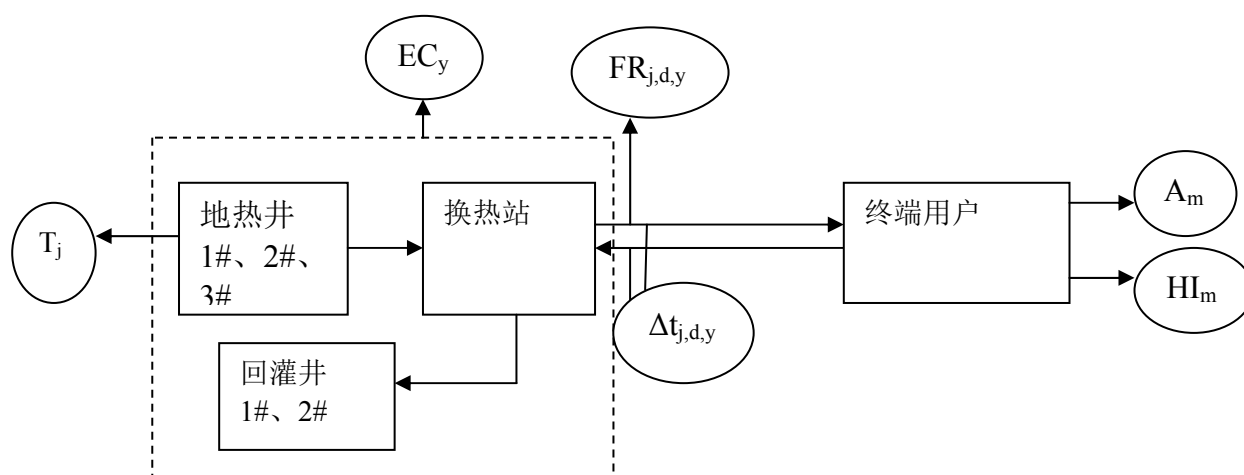 ECy
FRj,d,y
Tj
地热井
1#、2#、
3#
换热站
终端用户
Am
HIm
Δtj,d,y
回灌井
1#、2#